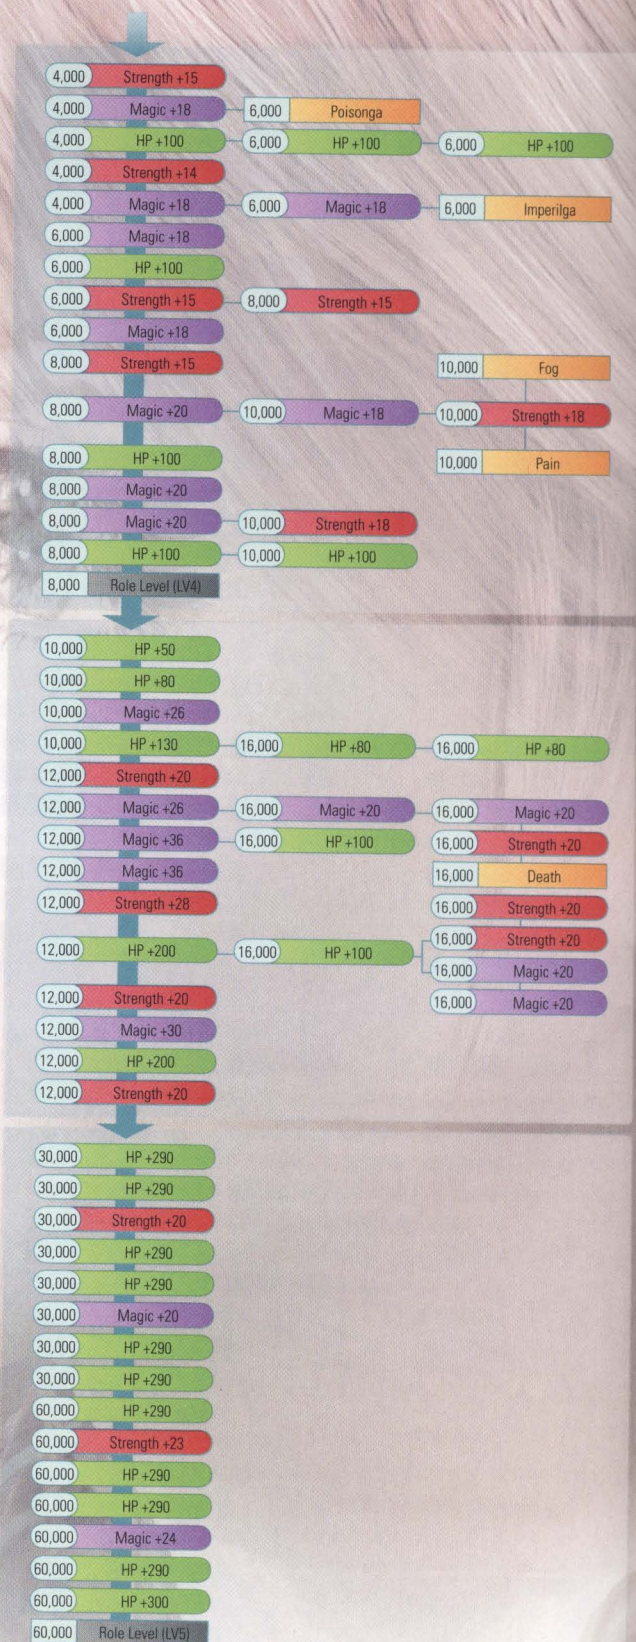 4,000 Strength +15
4,000 Magic +18 6,000 Poisonga
4,000 HP +100 6,000 HP +100 6,000 HP +100
4,000 Strength +14
4,000 Magic +18 6,000 Magic +18 6,000 Imperilga
6,000 Magic +18
6,000 HP +100
6,000 Strength +15 8,000 Strength +15
6,000 Magic +18
8,000 Strength +15
10,000 Fog
8,000 Magic +20 10,000 Magic +18 10,000 Strength +18
8,000 HP +100
10,000 Pain
8,000 Magic +20
8,000 Magic +20 10,000 Strength +18
8,000 HP +100 10,000 HP +100
8,000 Role Level (LV4)
10,000 HP +50
10,000 HP +80
10,000 Magic +26
10,000 HP +130 16,000 HP +80 16,000 HP +80
12,000 Strength +20
12,000 Magic +26 16,000 Magic +20 16,000 Magic +20
12,000 Magic +36 16,000 HP +100 16,000 Strength +20
12,000 Magic +36 16,000 Death
12,000 Strength +28 16,000 Strength +20
16,000 Strength +20
12,000 HP +200 16,000 HP +100
16,000 Magic +20
12,000 Strength +20 16,000 Magic +20
12,000 Magic +30
12,000 HP +200
12,000 Strength +20
30,000 HP +290
30,000 HP +290
30,000 Strength +20
30,000 HP +290
30,000 HP +290
30,000 Magic +20
30,000 HP +290
30,000 HP +290
60,000 HP +290
60,000 Strength +23
60,000 HP +290
60,000 HP +290
60,000 Magic +24
60,000 HP +290
60,000 HP +300
60,000 Role Level (LV5)